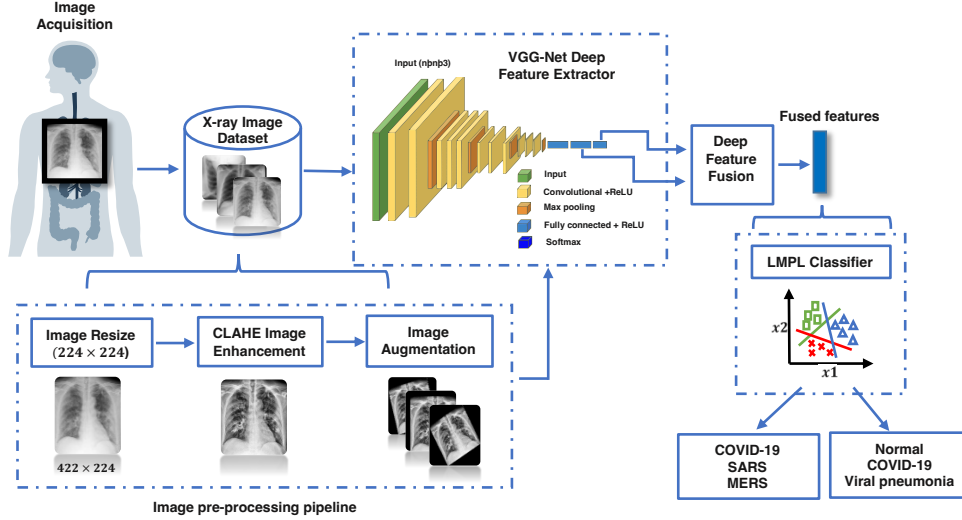 Image
Acquisition
X-ray Image
Dataset
VGG-Net Deep
Feature Extractor
Input (nþnþ3)
Input
Convolutional +ReLU
Max pooling
Fully connected + ReLU
Softmax
Deep
Feature
Fusion
Fused features
LMPL Classifier
x2
x1
COVID-19
SARS
MERS
Normal
COVID-19
Viral pneumonia
Image Resize
(224 × 224)
CLAHE Image
Enhancement
Image
Augmentation
422 × 224
Image pre-processing pipeline